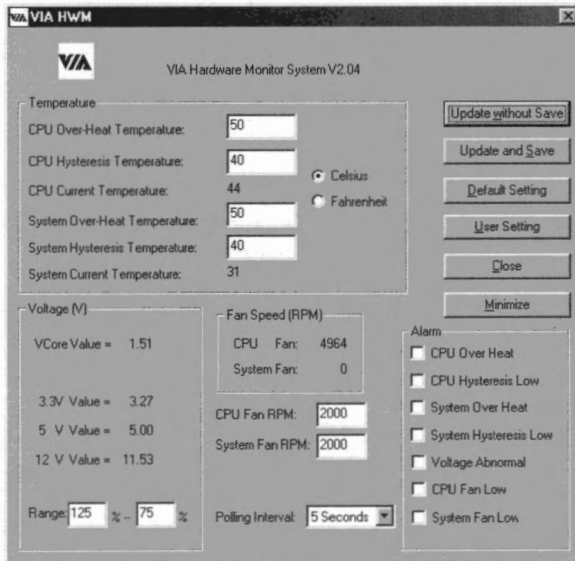 VIA VIA HWM
VIA
VIA Hardware Monitor System V2.04
Temperature
CPU Over-Heat Temperature: 50
CPU Hysteresis Temperature: 40
CPU Current Temperature: 44
System Over-Heat Temperature: 50
System Hysteresis Temperature: 40
System Current Temperature: 31
Celsius
Fahrenheit
Update without Save
Update and Save
Default Setting
User Setting
Close
Minimize
Voltage (V)
VCore Value = 1.51
3.3V Value = 3.27
5 V Value = 5.00
12 V Value = 11.53
Range: 125 % -- 75 %
Fan Speed (RPM)
CPU Fan: 4964
System Fan: 0
CPU Fan RPM: 2000
System Fan RPM: 2000
Polling Interval: 5 Seconds
Alarm
CPU Over Heat
CPU Hysteresis Low
System Over Heat
System Hysteresis Low
Voltage Abnormal
CPU Fan Low
System Fan Low